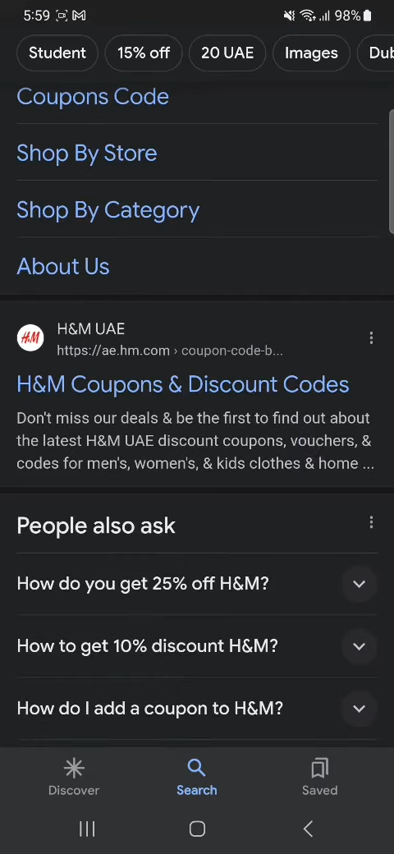 5:59 98%
Student 15% off 20 UAE Images Dub
Coupons Code
Shop By Store
Shop By Category
About Us
H&M H&M UAE
https://ae.hm.com › coupon-code-b...
H&M Coupons & Discount Codes
Don't miss our deals & be the first to find out about
the latest H&M UAE discount coupons, vouchers, &
codes for men's, women's, & kids clothes & home ...
People also ask
How do you get 25% off H&M?
How to get 10% discount H&M?
How do I add a coupon to H&M?
Discover Search Saved